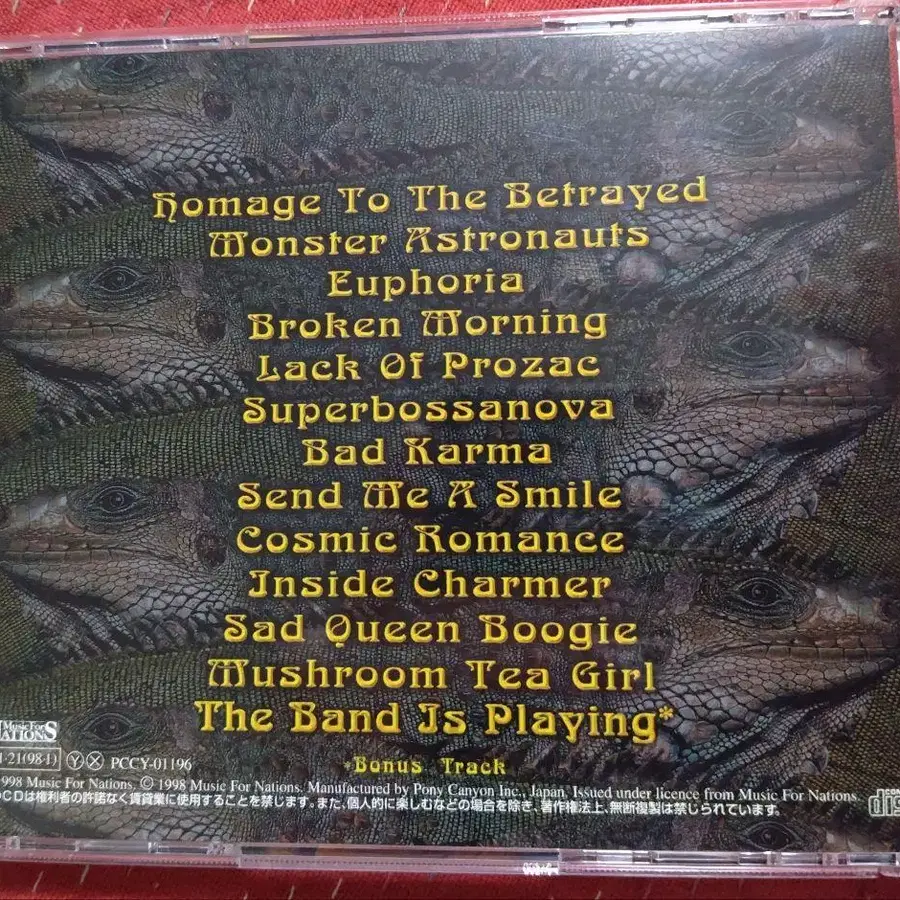 Homage To The Betrayed
Monster Astronauts
Euphoria
Broken Morning
Lack Of Prozac
Superbossanova
Bad Karma
Send Me A Smile
Cosmic Romance
Inside Charmer
Sad Queen Boogie
Mushroom Tea Girl
The Band Is Playing*
*Bonus Track
Music For
NATIONS
1·21(98·1) Ⓨ Ⓧ PCCY-01196
1998 Music For Nations. © 1998 Music For Nations. Manufactured by Pony Canyon Inc., Japan. Issued under licence from Music For Nations.
のCDは権利者の許諾なく賃貸業に使用することを禁じます。また、個人的に楽しむなどの場合を除き、著作権法上、無断複製は禁じられています。